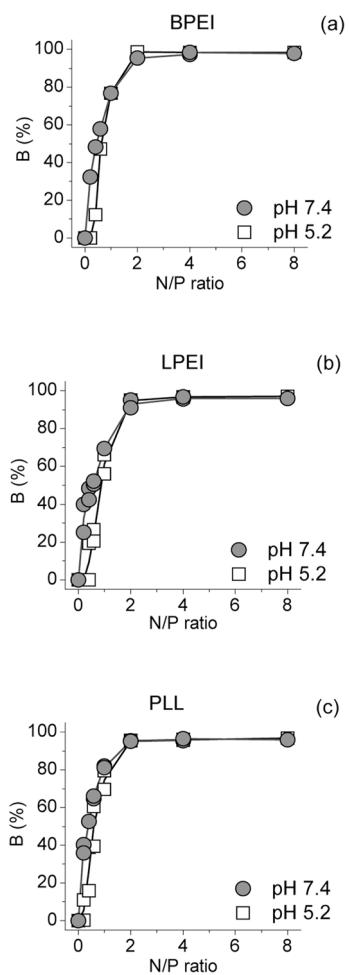 BPEI (a)
100
80
60
40
20
0
B (%)
pH 7.4
pH 5.2
0 2 4 6 8
N/P ratio
LPEI (b)
100
80
60
40
20
0
B (%)
pH 7.4
pH 5.2
0 2 4 6 8
N/P ratio
PLL (c)
100
80
60
40
20
0
B (%)
pH 7.4
pH 5.2
0 2 4 6 8
N/P ratio